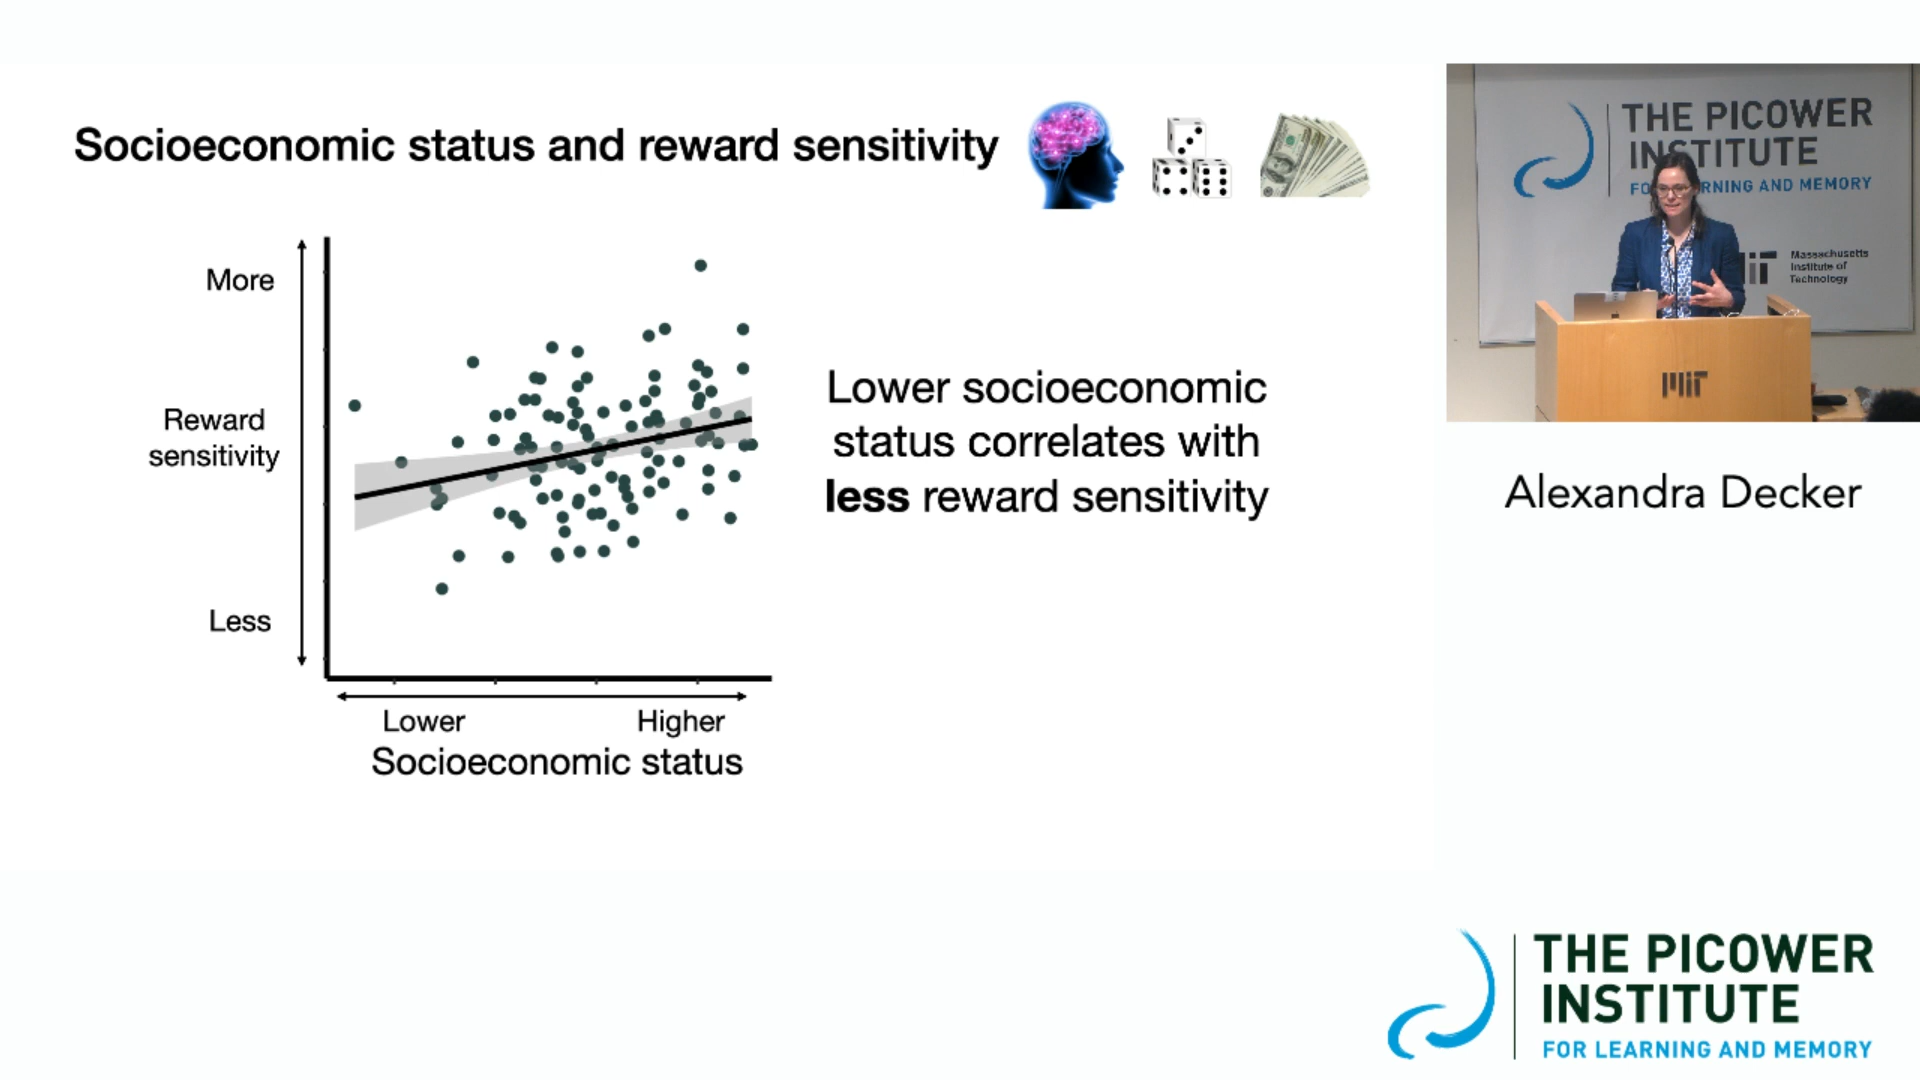 Socioeconomic status and reward sensitivity
More
Reward
sensitivity
Less
Lower
Higher
Socioeconomic status
Lower socioeconomic
status correlates with
less reward sensitivity
THE PICOWER
INSTITUTE
FO RNING AND MEMORY
Massachusetts
Institute of
Technology
MIT
Alexandra Decker
THE PICOWER
INSTITUTE
FOR LEARNING AND MEMORY